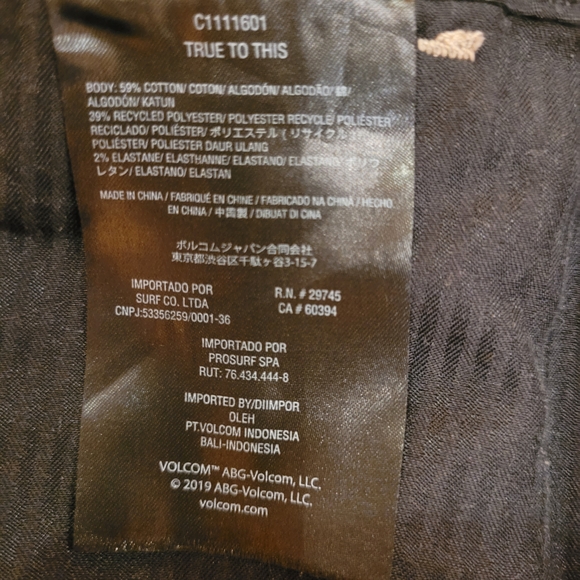 C1111601
TRUE TO THIS
BODY: 59% COTTON/ COTON/ ALGODÓN/ ALGODÃO/ 綿/
ALGODÓN/ KATUN
39% RECYCLED POLYESTER/ POLYESTER RECYCLE/ POLIÉSTER
RECICLADO/ POLIÉSTER/ ポリエステル ( リサイクル
POLIÉSTER/ POLIESTER DAUR ULANG
2% ELASTANE/ ELASTHANNE/ ELASTANO/ ELASTAN/ ポリウ
レタン/ ELASTANO/ ELASTAN
MADE IN CHINA / FABRIQUÉ EN CHINE / FABRICADO NA CHINA / HECHO
EN CHINA / 中国製 / DIBUAT DI CINA
ボルコムジャパン合同会社
東京都渋谷区千駄ヶ谷3-15-7
IMPORTADO POR
SURF CO. LTDA
CNPJ:53356259/0001-36
R.N. # 29745
CA # 60394
IMPORTADO POR
PROSURF SPA
RUT: 76.434.444-8
IMPORTED BY/DIIMPOR
OLEH
PT.VOLCOM INDONESIA
BALI-INDONESIA
VOLCOM™ ABG-Volcom, LLC.
© 2019 ABG-Volcom, LLC.
volcom.com